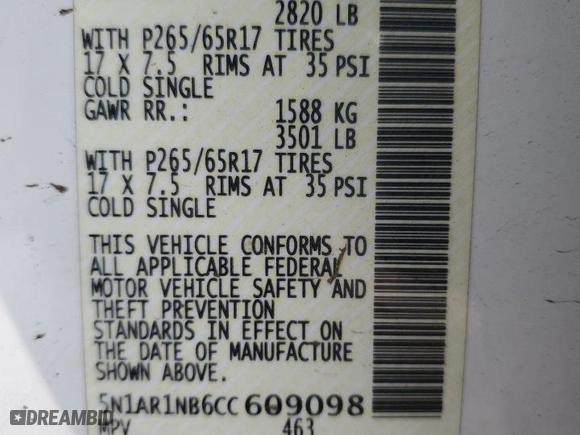 2820 LB
WITH P265/65R17 TIRES
17 X 7.5 RIMS AT 35 PSI
COLD SINGLE
GAWR RR.: 1588 KG
3501 LB
WITH P265/65R17 TIRES
17 X 7.5 RIMS AT 35 PSI
COLD SINGLE
THIS VEHICLE CONFORMS TO
ALL APPLICABLE FEDERAL
MOTOR VEHICLE SAFETY AND
THEFT PREVENTION
STANDARDS IN EFFECT ON
THE DATE OF MANUFACTURE
SHOWN ABOVE.
5N1AR1NB6CC609098
MPV 463
DREAMBID